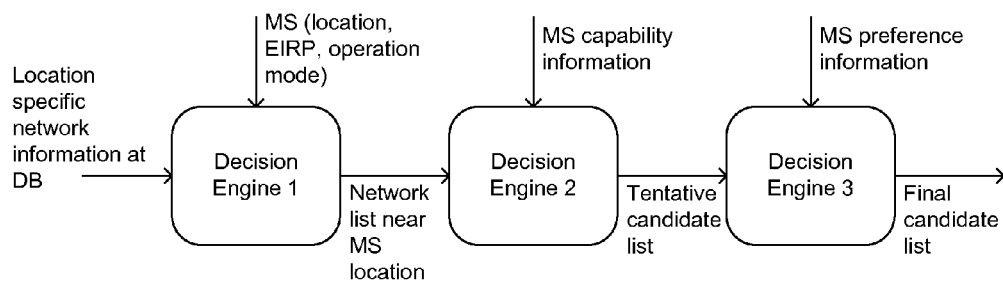 MS (location,
EIRP, operation
mode)
MS capability
information
MS preference
information
Location
specific
network
information at
DB
Decision
Engine 1
Network
list near
MS
location
Decision
Engine 2
Tentative
candidate
list
Decision
Engine 3
Final
candidate
list